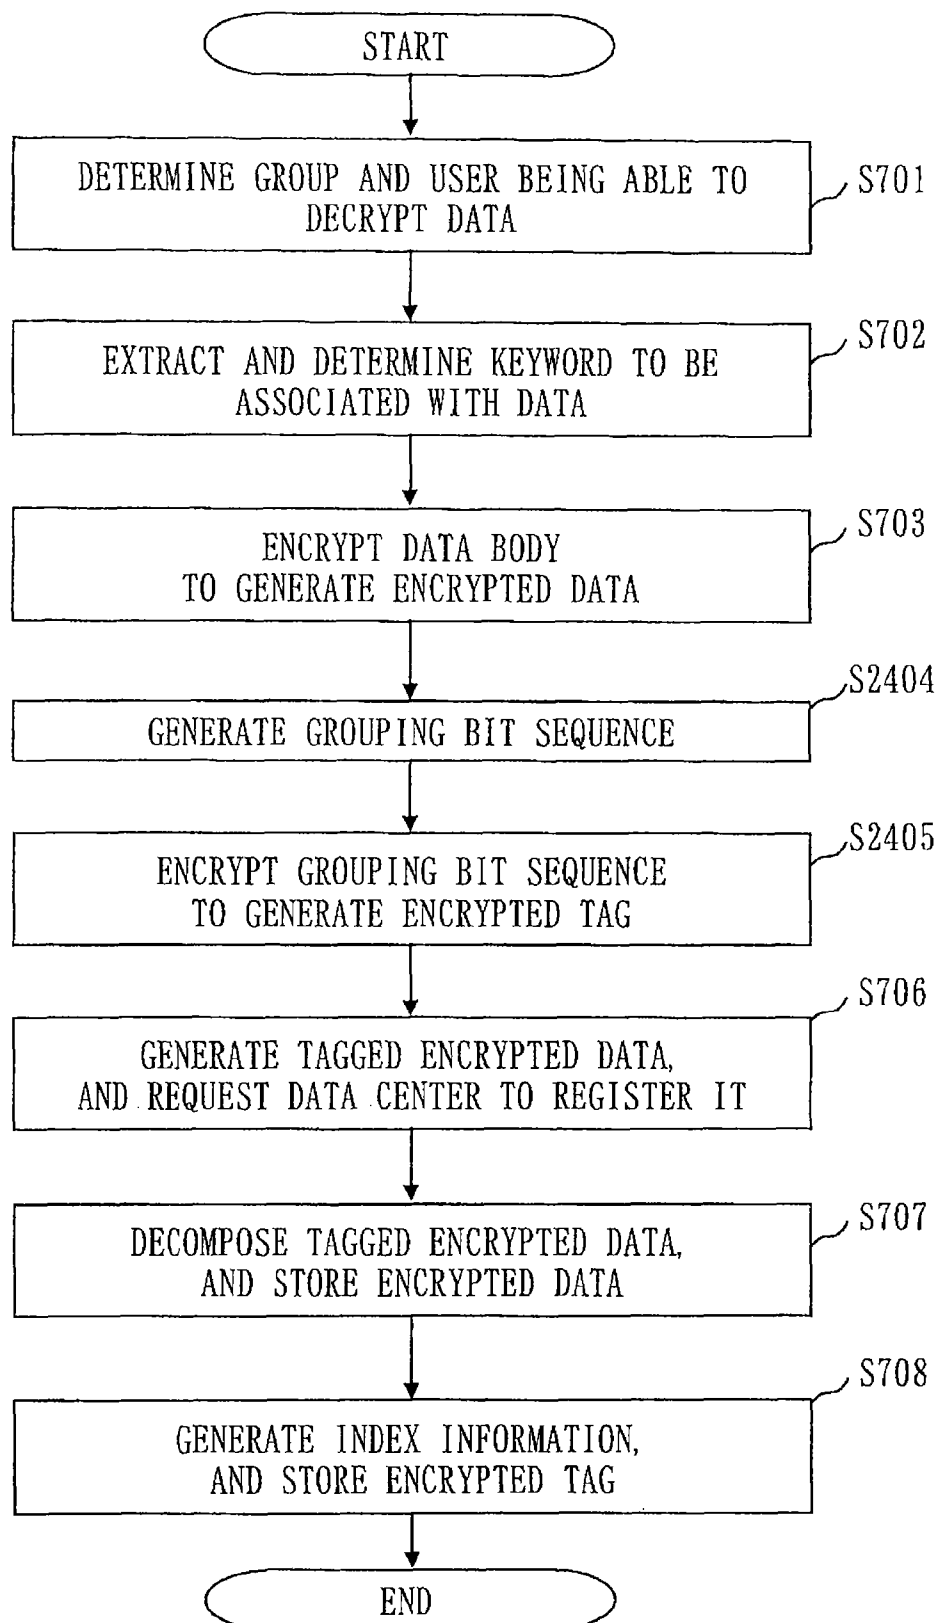 START
DETERMINE GROUP AND USER BEING ABLE TO
DECRYPT DATA
S701
EXTRACT AND DETERMINE KEYWORD TO BE
ASSOCIATED WITH DATA
S702
ENCRYPT DATA BODY
TO GENERATE ENCRYPTED DATA
S703
GENERATE GROUPING BIT SEQUENCE
S2404
ENCRYPT GROUPING BIT SEQUENCE
TO GENERATE ENCRYPTED TAG
S2405
GENERATE TAGGED ENCRYPTED DATA,
AND REQUEST DATA CENTER TO REGISTER IT
S706
DECOMPOSE TAGGED ENCRYPTED DATA,
AND STORE ENCRYPTED DATA
S707
GENERATE INDEX INFORMATION,
AND STORE ENCRYPTED TAG
S708
END